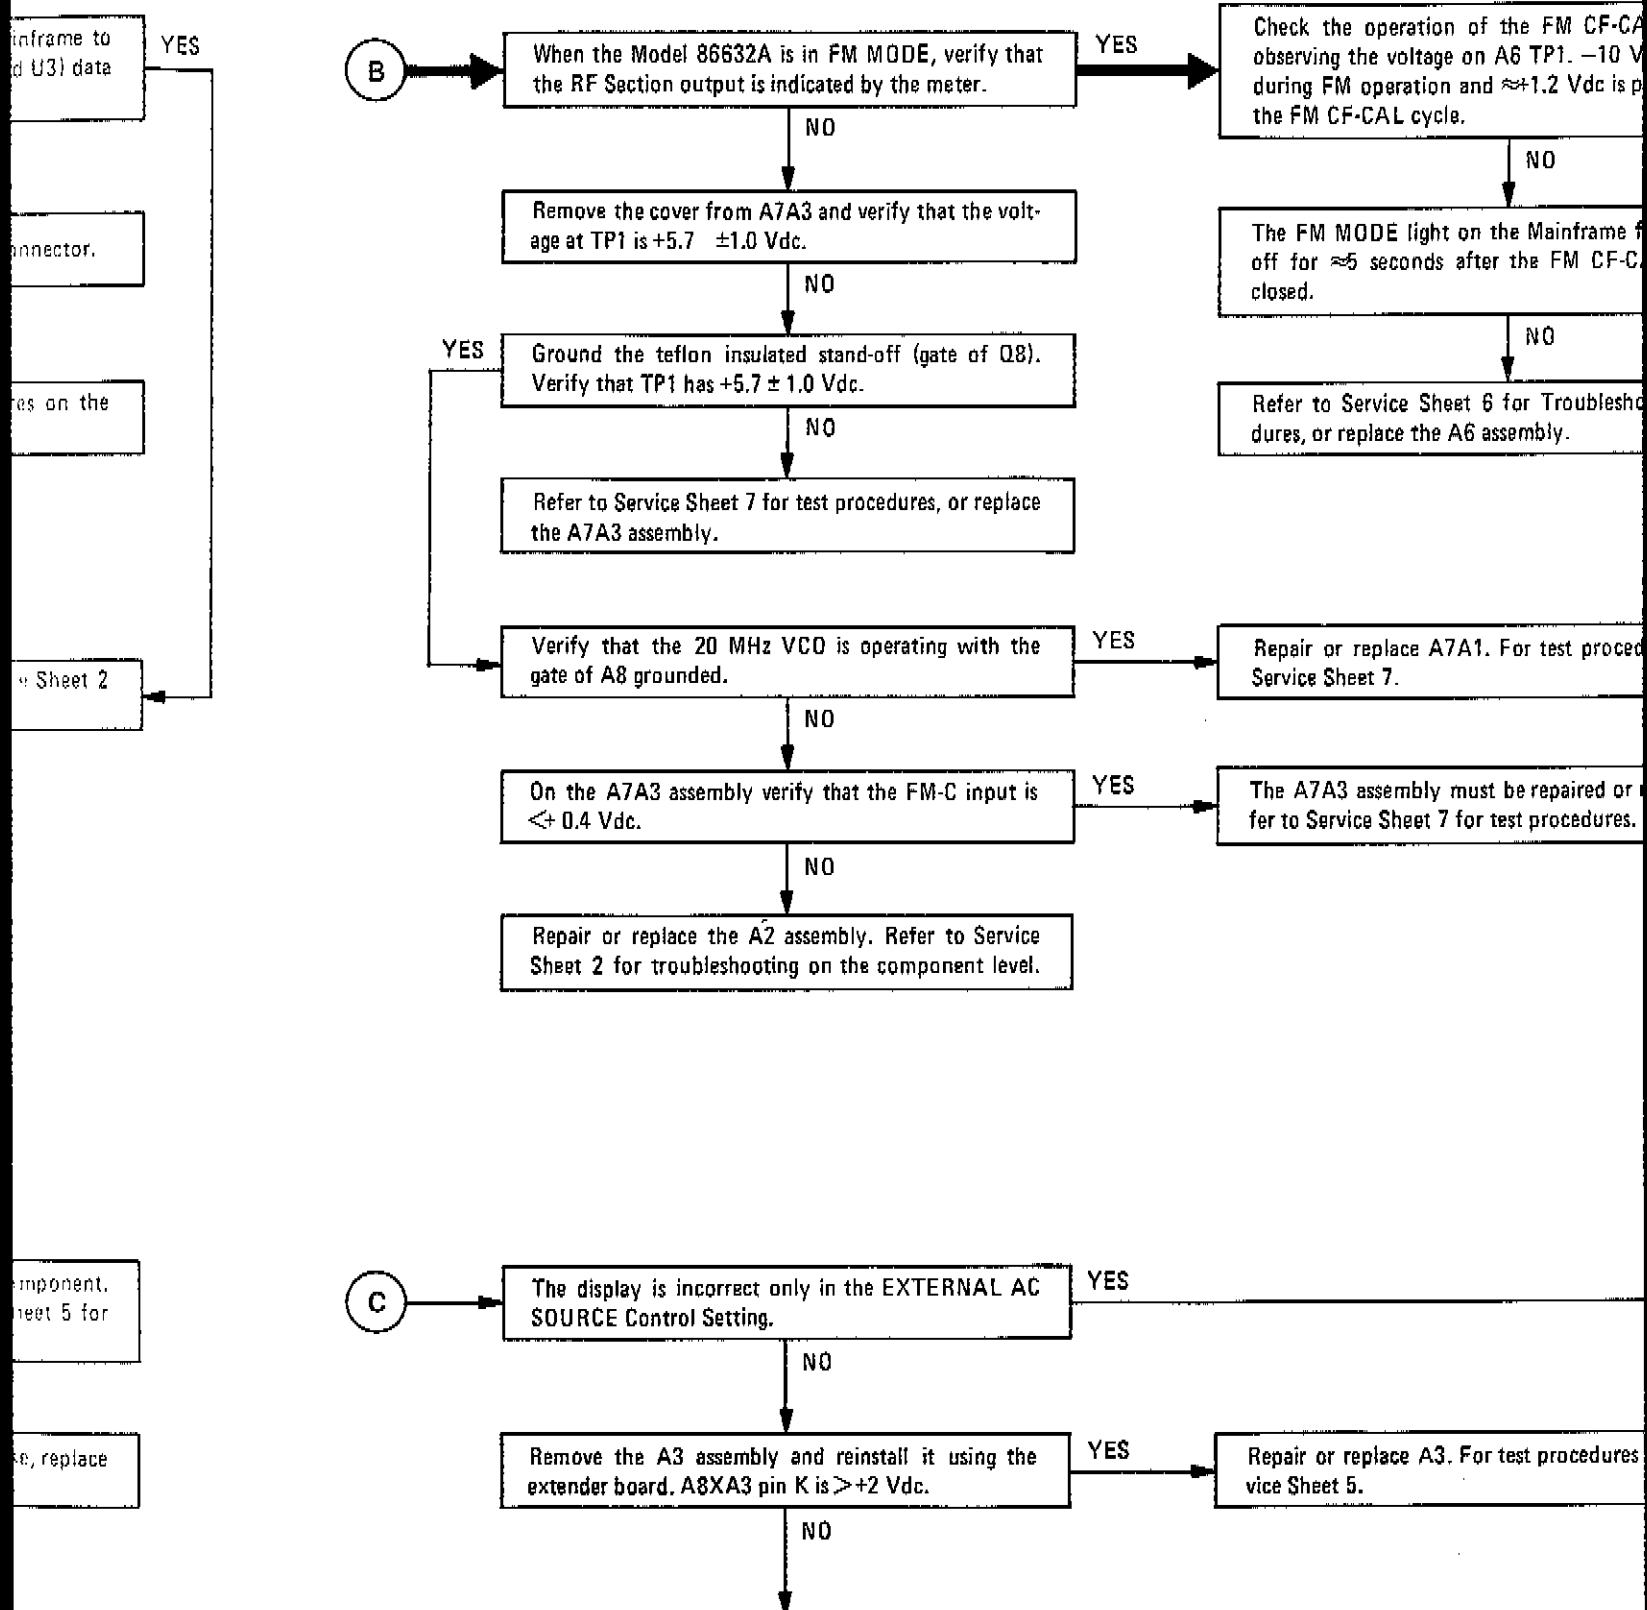 inframe to
d U3) data
YES
onnector.
res on the
Sheet 2
mponent.
heet 5 for
replace
B
When the Model 86632A is in FM MODE, verify that
the RF Section output is indicated by the meter.
YES
NO
Remove the cover from A7A3 and verify that the volt-
age at TP1 is +5.7 ±1.0 Vdc.
NO
YES
Ground the teflon insulated stand-off (gate of Q8).
Verify that TP1 has +5.7 ± 1.0 Vdc.
NO
Refer to Service Sheet 7 for test procedures, or replace
the A7A3 assembly.
Verify that the 20 MHz VCO is operating with the
gate of A8 grounded.
YES
NO
On the A7A3 assembly verify that the FM-C input is
<+ 0.4 Vdc.
YES
NO
Repair or replace the A2 assembly. Refer to Service
Sheet 2 for troubleshooting on the component level.
Check the operation of the FM CF-CA
observing the voltage on A6 TP1. −10 V
during FM operation and ≈+1.2 Vdc is p
the FM CF-CAL cycle.
NO
The FM MODE light on the Mainframe f
off for ≈5 seconds after the FM CF-CA
closed.
NO
Refer to Service Sheet 6 for Troublesho
dures, or replace the A6 assembly.
Repair or replace A7A1. For test proced
Service Sheet 7.
The A7A3 assembly must be repaired or
fer to Service Sheet 7 for test procedures.
C
The display is incorrect only in the EXTERNAL AC
SOURCE Control Setting.
YES
NO
Remove the A3 assembly and reinstall it using the
extender board. A8XA3 pin K is >+2 Vdc.
YES
NO
Repair or replace A3. For test procedures
vice Sheet 5.